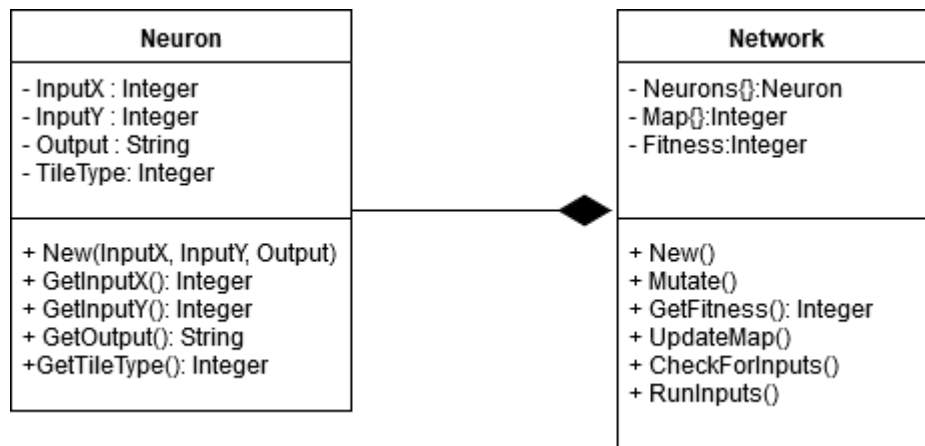 Neuron
- InputX : Integer
- InputY : Integer
- Output : String
- TileType: Integer
+ New(InputX, InputY, Output)
+ GetInputX(): Integer
+ GetInputY(): Integer
+ GetOutput(): String
+GetTileType(): Integer
Network
- Neurons{}:Neuron
- Map{}:Integer
- Fitness:Integer
+ New()
+ Mutate()
+ GetFitness(): Integer
+ UpdateMap()
+ CheckForInputs()
+ RunInputs()